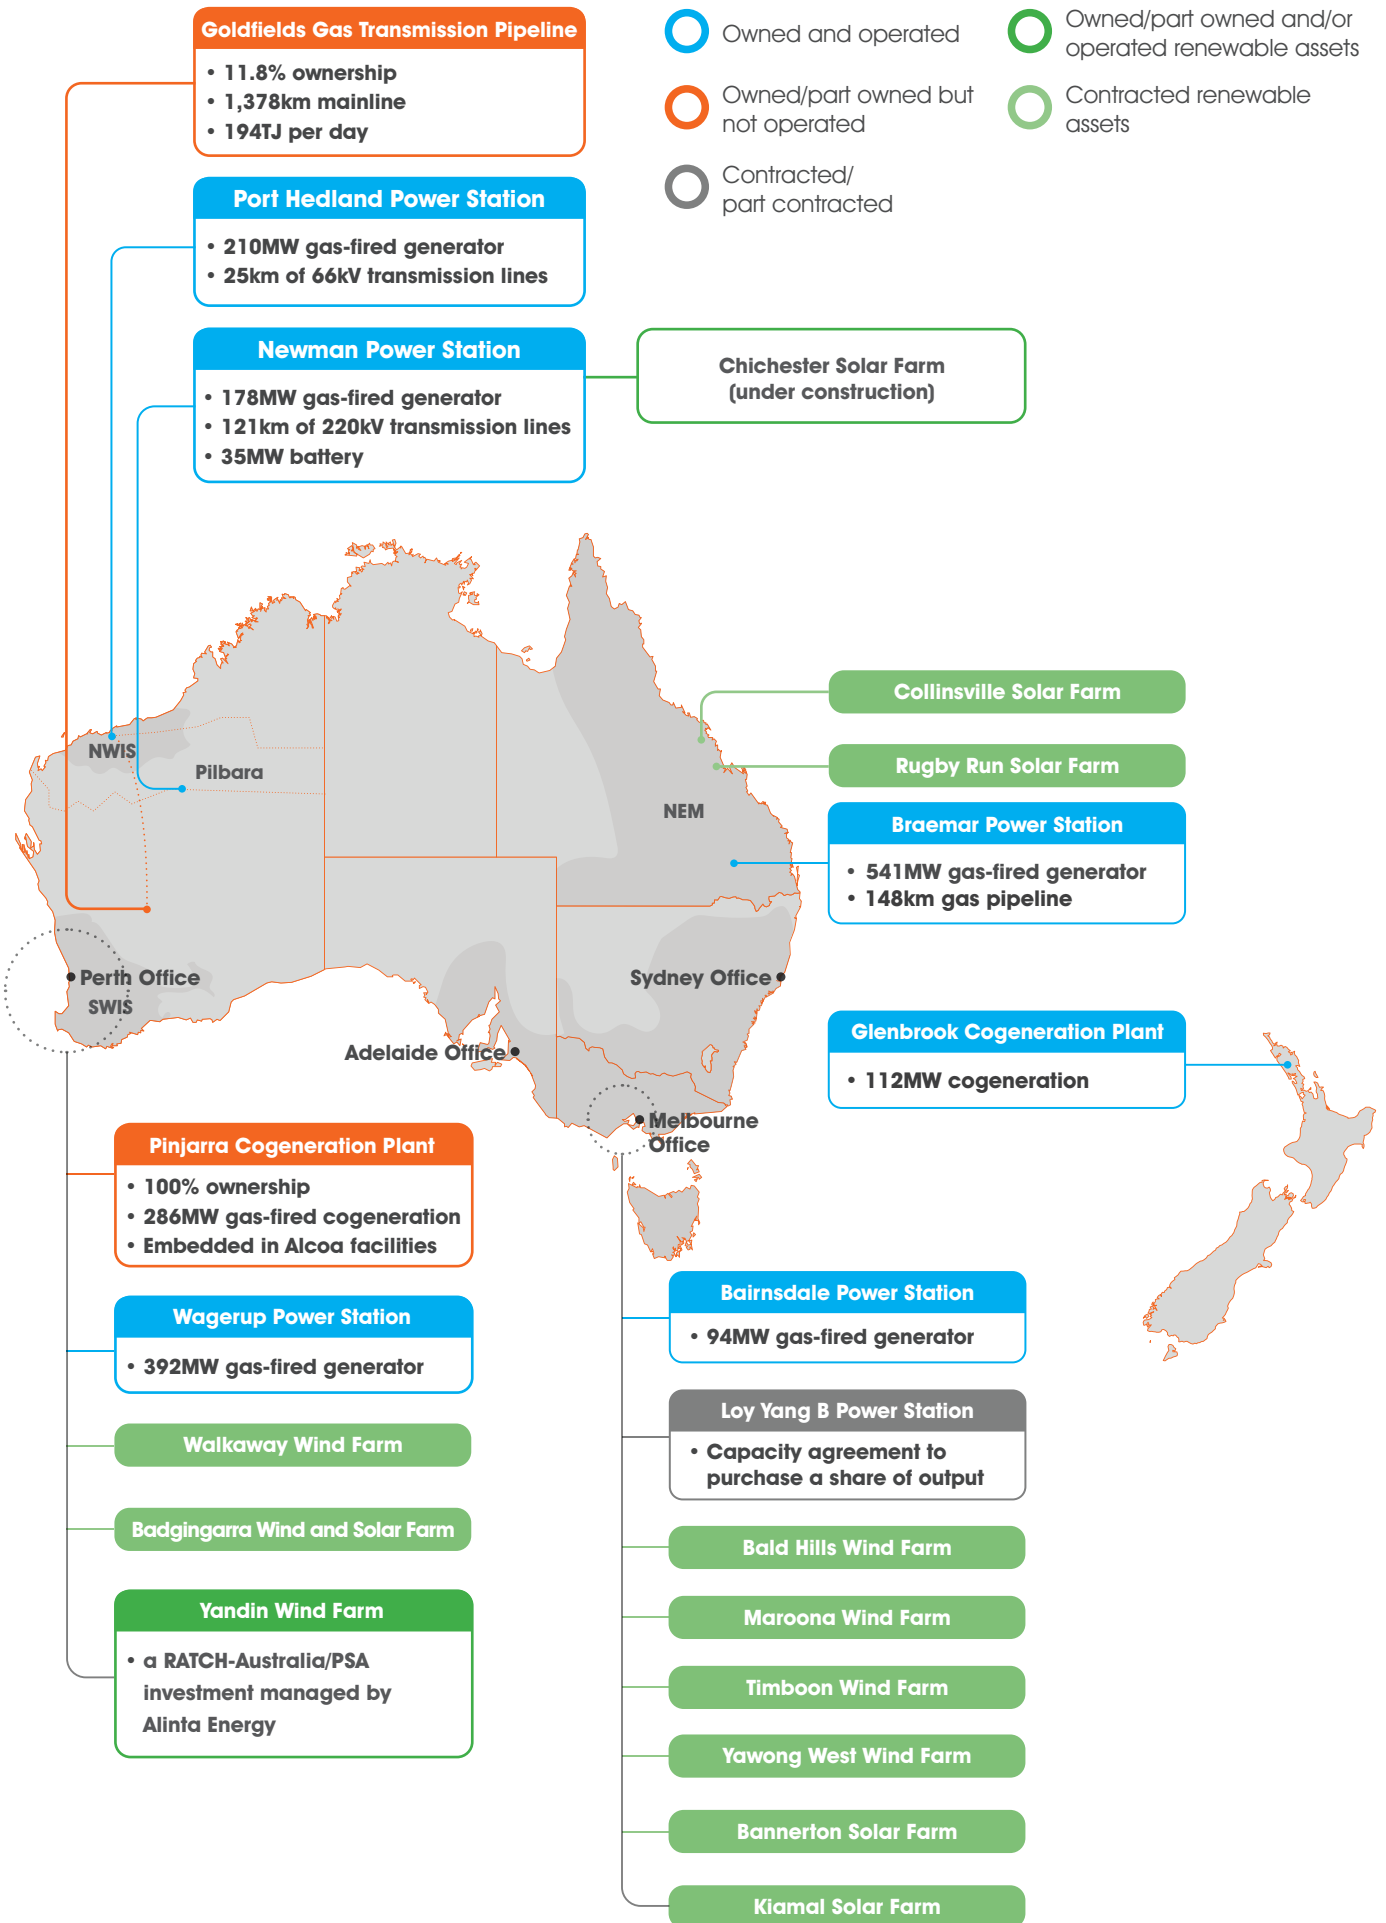 Goldfields Gas Transmission Pipeline
• 11.8% ownership
• 1,378km mainline
• 194TJ per day
Owned and operated
Owned/part owned but
not operated
Contracted/
part contracted
Owned/part owned and/or
operated renewable assets
Contracted renewable
assets
Port Hedland Power Station
• 210MW gas-fired generator
• 25km of 66kV transmission lines
Newman Power Station
• 178MW gas-fired generator
• 121km of 220kV transmission lines
• 35MW battery
Chichester Solar Farm
(under construction)
NWIS
Pilbara
NEM
Collinsville Solar Farm
Rugby Run Solar Farm
Braemar Power Station
• 541MW gas-fired generator
• 148km gas pipeline
Perth Office
SWIS
Sydney Office
Adelaide Office
Melbourne
Office
Glenbrook Cogeneration Plant
• 112MW cogeneration
Pinjarra Cogeneration Plant
• 100% ownership
• 286MW gas-fired cogeneration
• Embedded in Alcoa facilities
Wagerup Power Station
• 392MW gas-fired generator
Walkaway Wind Farm
Badgingarra Wind and Solar Farm
Yandin Wind Farm
• a RATCH-Australia/PSA
investment managed by
Alinta Energy
Bairnsdale Power Station
• 94MW gas-fired generator
Loy Yang B Power Station
• Capacity agreement to
purchase a share of output
Bald Hills Wind Farm
Maroona Wind Farm
Timboon Wind Farm
Yawong West Wind Farm
Bannerton Solar Farm
Kiamal Solar Farm